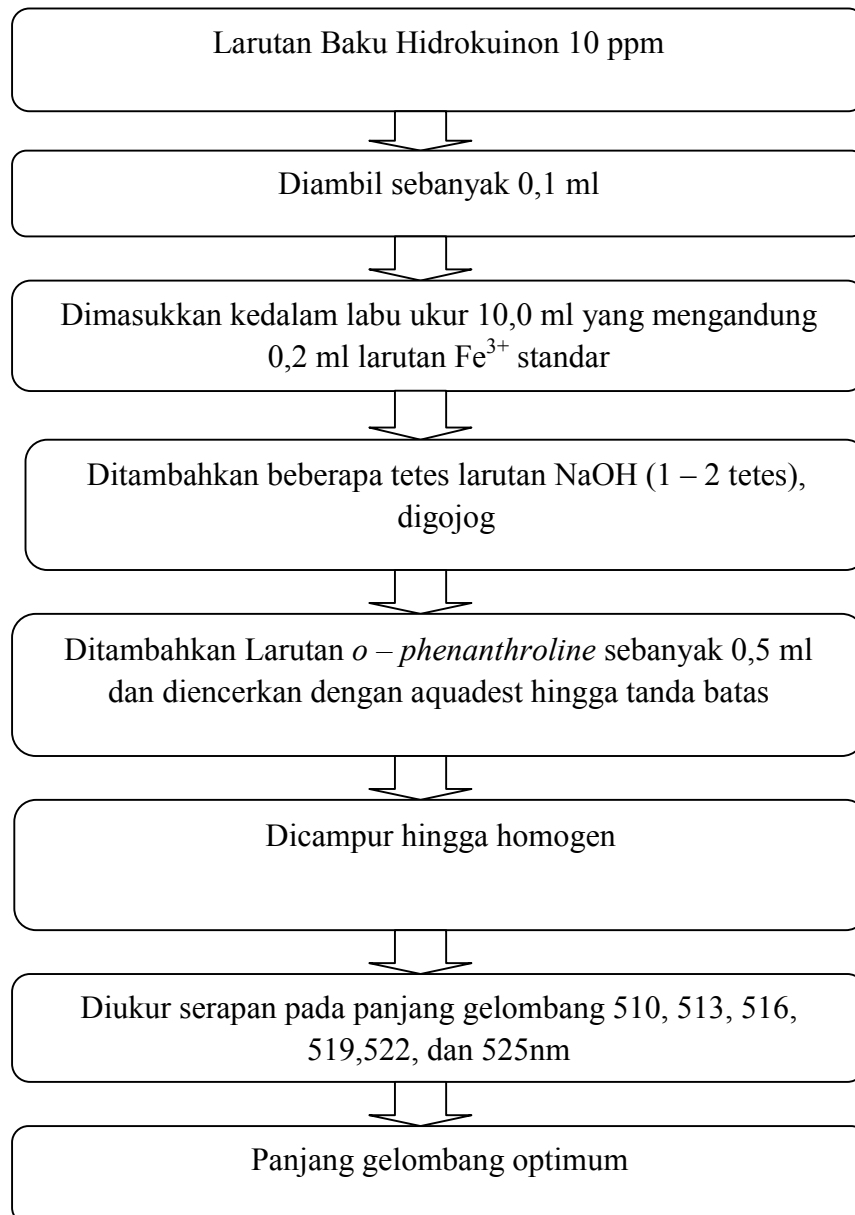 Larutan Baku Hidrokuinon 10 ppm
Diambil sebanyak 0,1 ml
Dimasukkan kedalam labu ukur 10,0 ml yang mengandung
0,2 ml larutan Fe³⁺ standar
Ditambahkan beberapa tetes larutan NaOH (1 – 2 tetes),
digojog
Ditambahkan Larutan o – phenanthroline sebanyak 0,5 ml
dan diencerkan dengan aquadest hingga tanda batas
Dicampur hingga homogen
Diukur serapan pada panjang gelombang 510, 513, 516,
519,522, dan 525nm
Panjang gelombang optimum